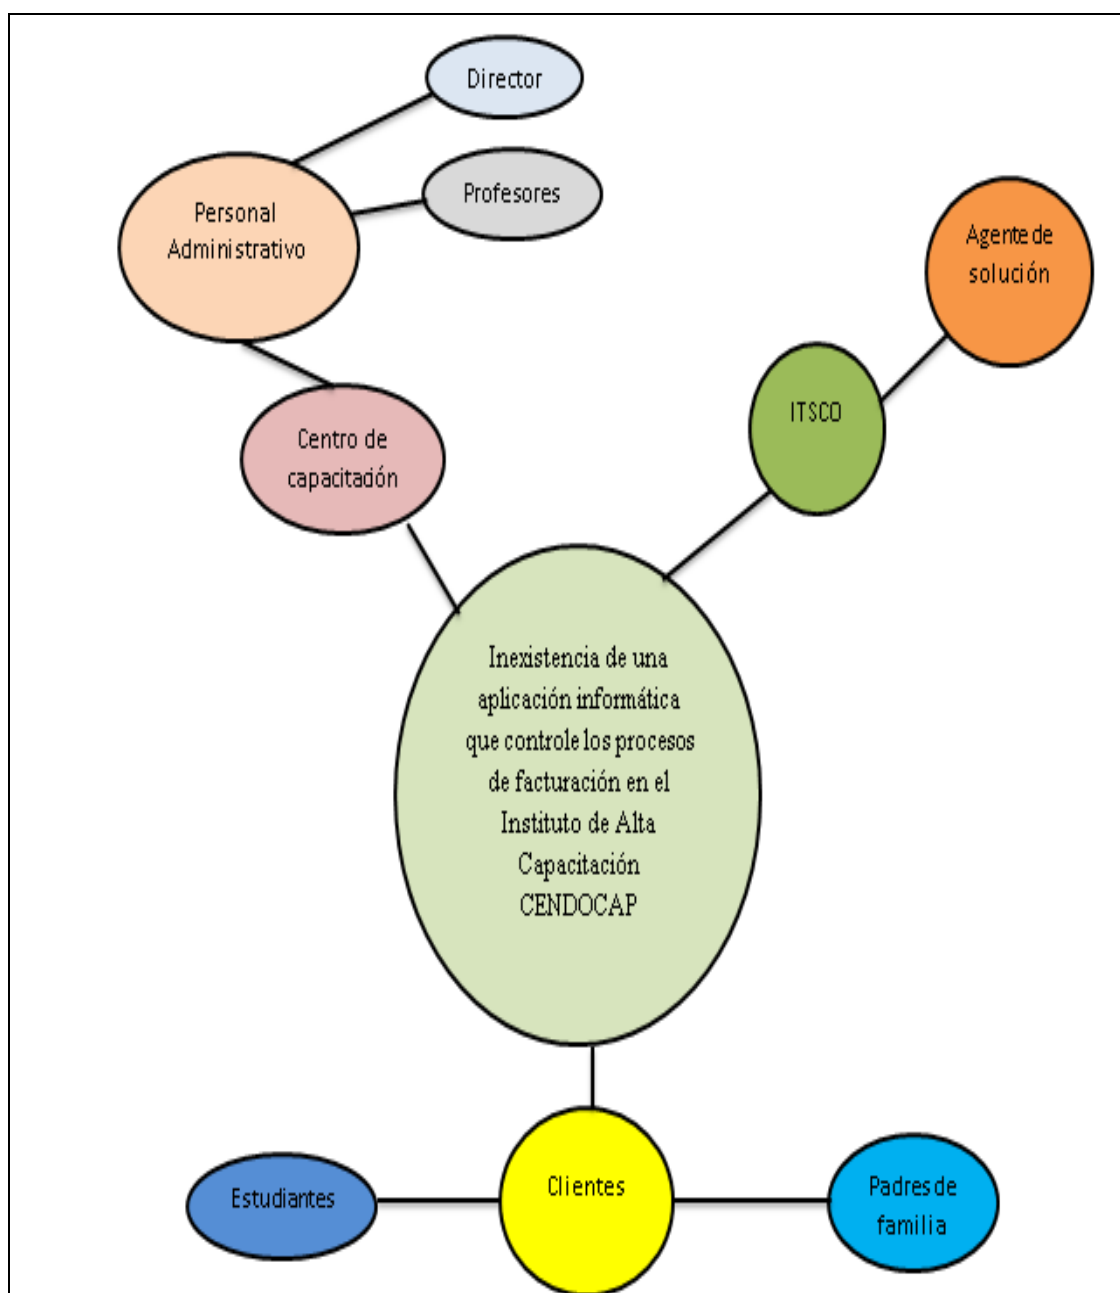 Director
Profesores
Personal
Administrativo
Agente de
solución
ITSCO
Centro de
capacitación
Inexistencia de una
aplicación informática
que controle los procesos
de facturación en el
Instituto de Alta
Capacitación
CENDOCAP
Estudiantes
Clientes
Padres de
familia